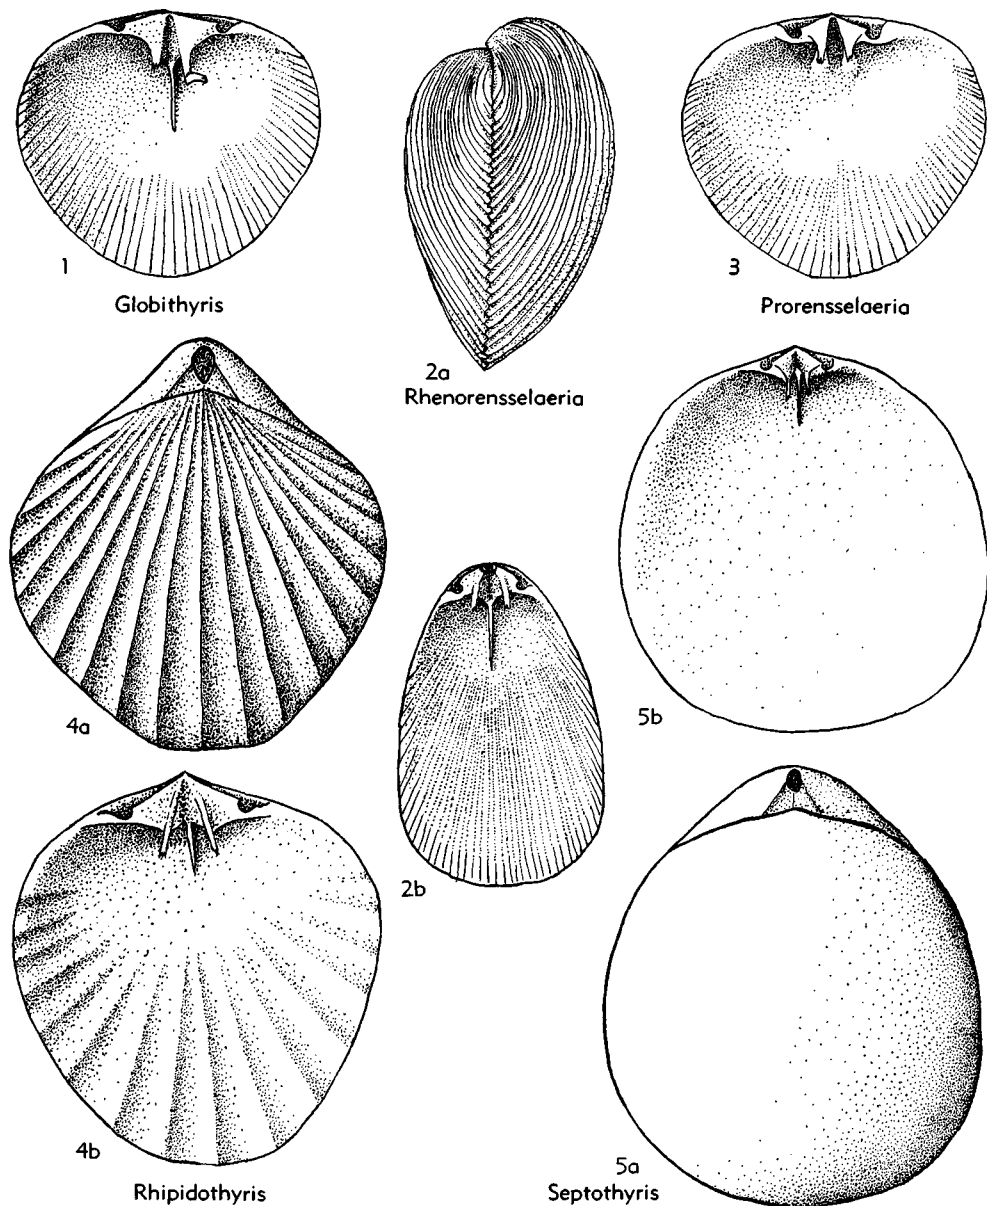 1
Globithyris
2a
Rhenorensselaeria
3
Prorensselaeria
4a
5b
2b
4b
Rhipidothyris
5a
Septothyris